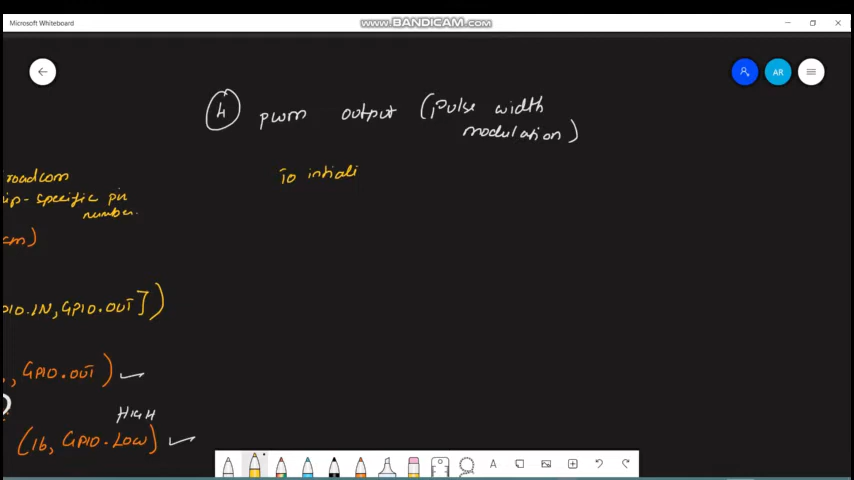 Microsoft Whiteboard
www.BANDICAM.com
AR
4 pwm output (Pulse width
modulation)
To intiali
roadcom
ip-specific pin
number.
cm)
PIO.IN, GPIO.OUT])
, GPIO.OUT)
HIGH
(16, GPIO.LOW)
A